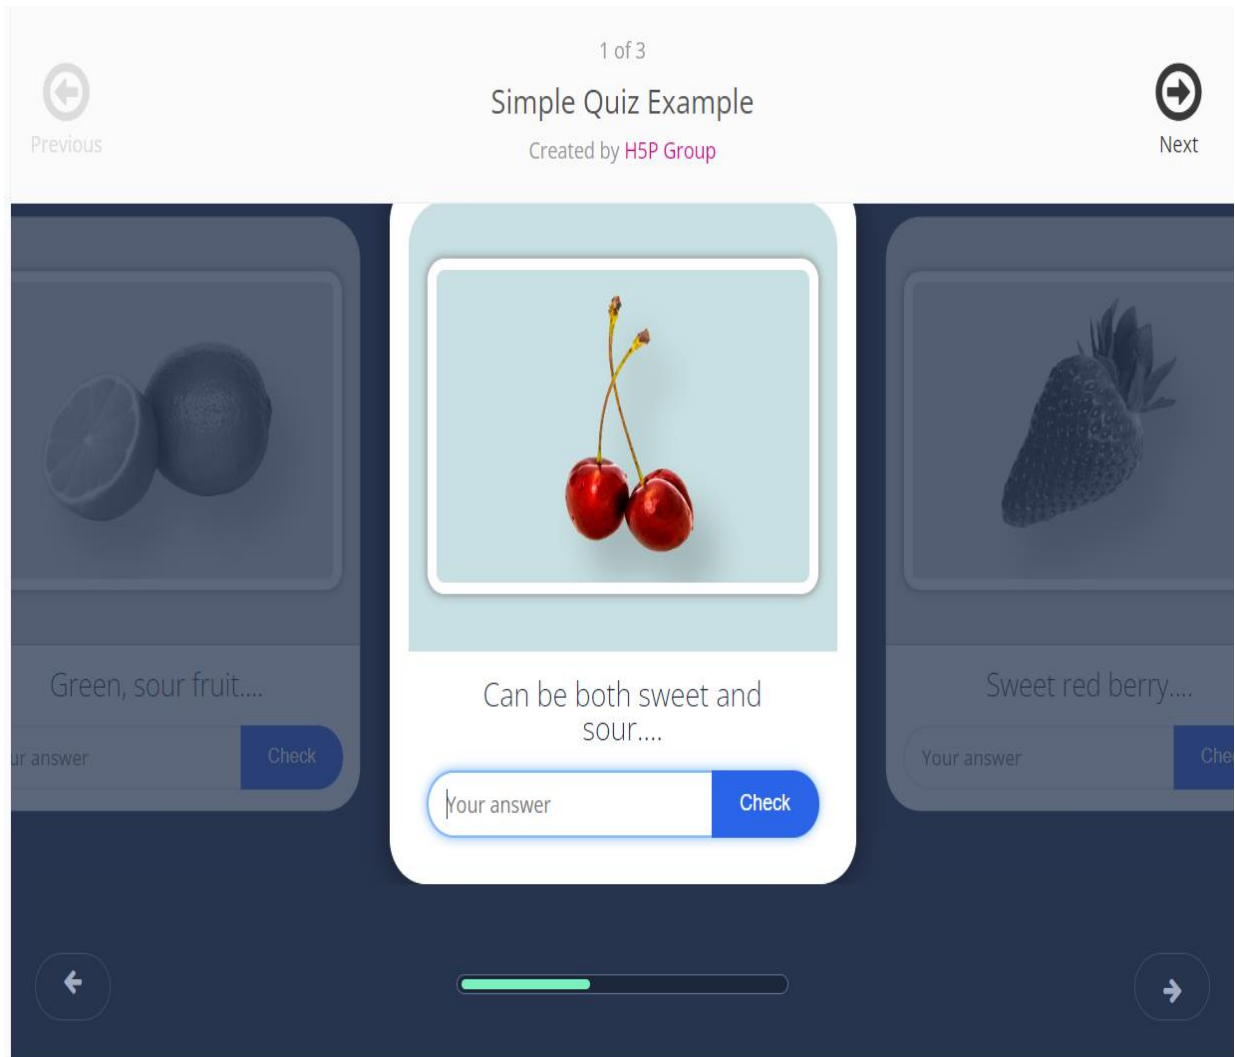 1 of 3
Simple Quiz Example
Created by H5P Group
Previous
Next
Green, sour fruit....
answer
Check
Can be both sweet and
sour....
Your answer
Check
Sweet red berry....
Your answer